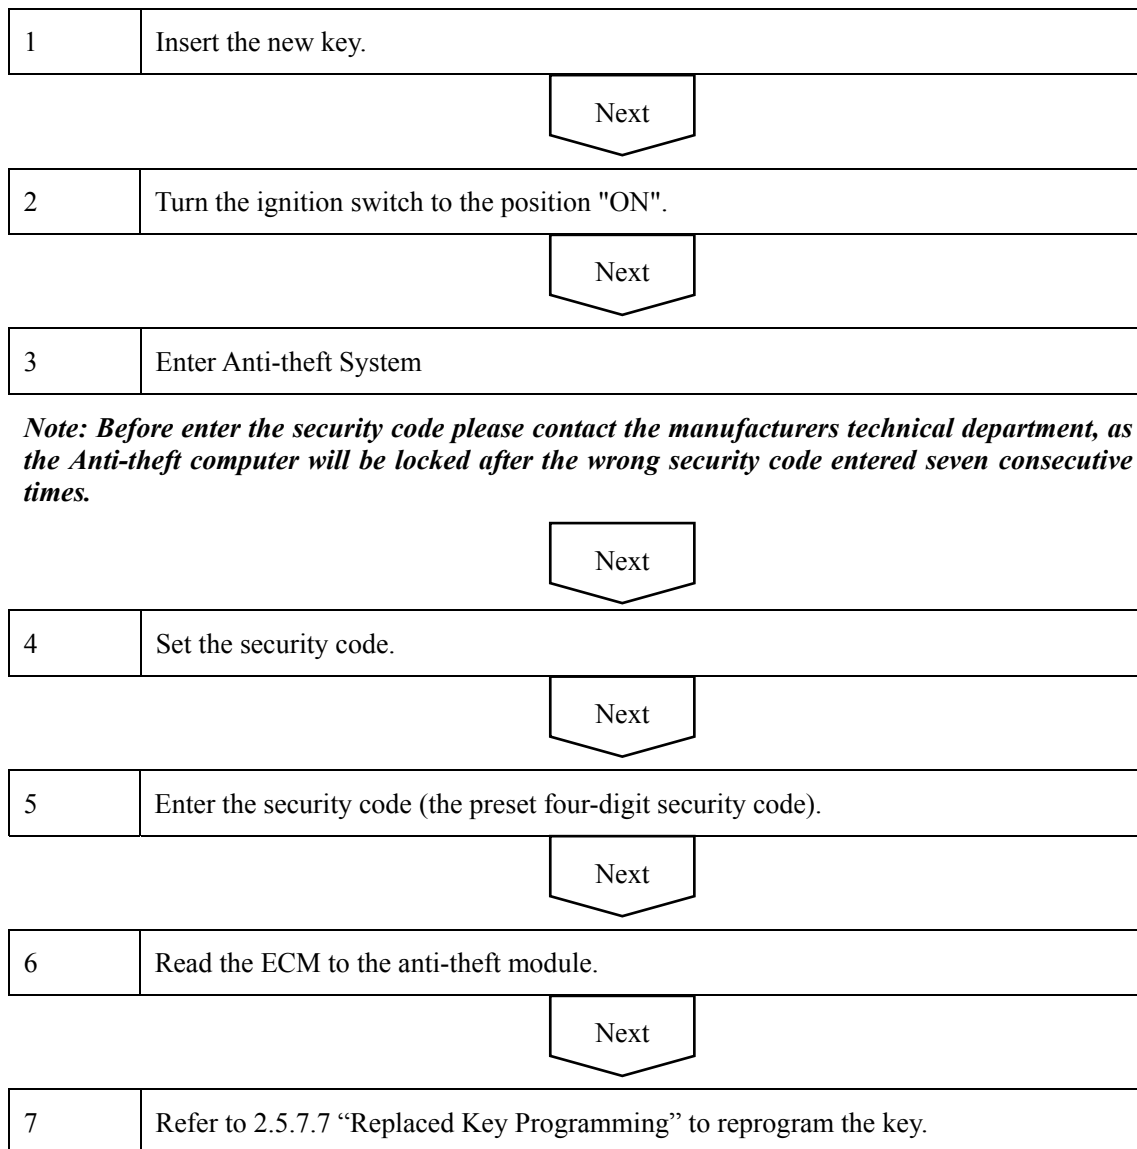 1 Insert the new key.
Next
2 Turn the ignition switch to the position "ON".
Next
3 Enter Anti-theft System
Note: Before enter the security code please contact the manufacturers technical department, as
the Anti-theft computer will be locked after the wrong security code entered seven consecutive
times.
Next
4 Set the security code.
Next
5 Enter the security code (the preset four-digit security code).
Next
6 Read the ECM to the anti-theft module.
Next
7 Refer to 2.5.7.7 “Replaced Key Programming” to reprogram the key.